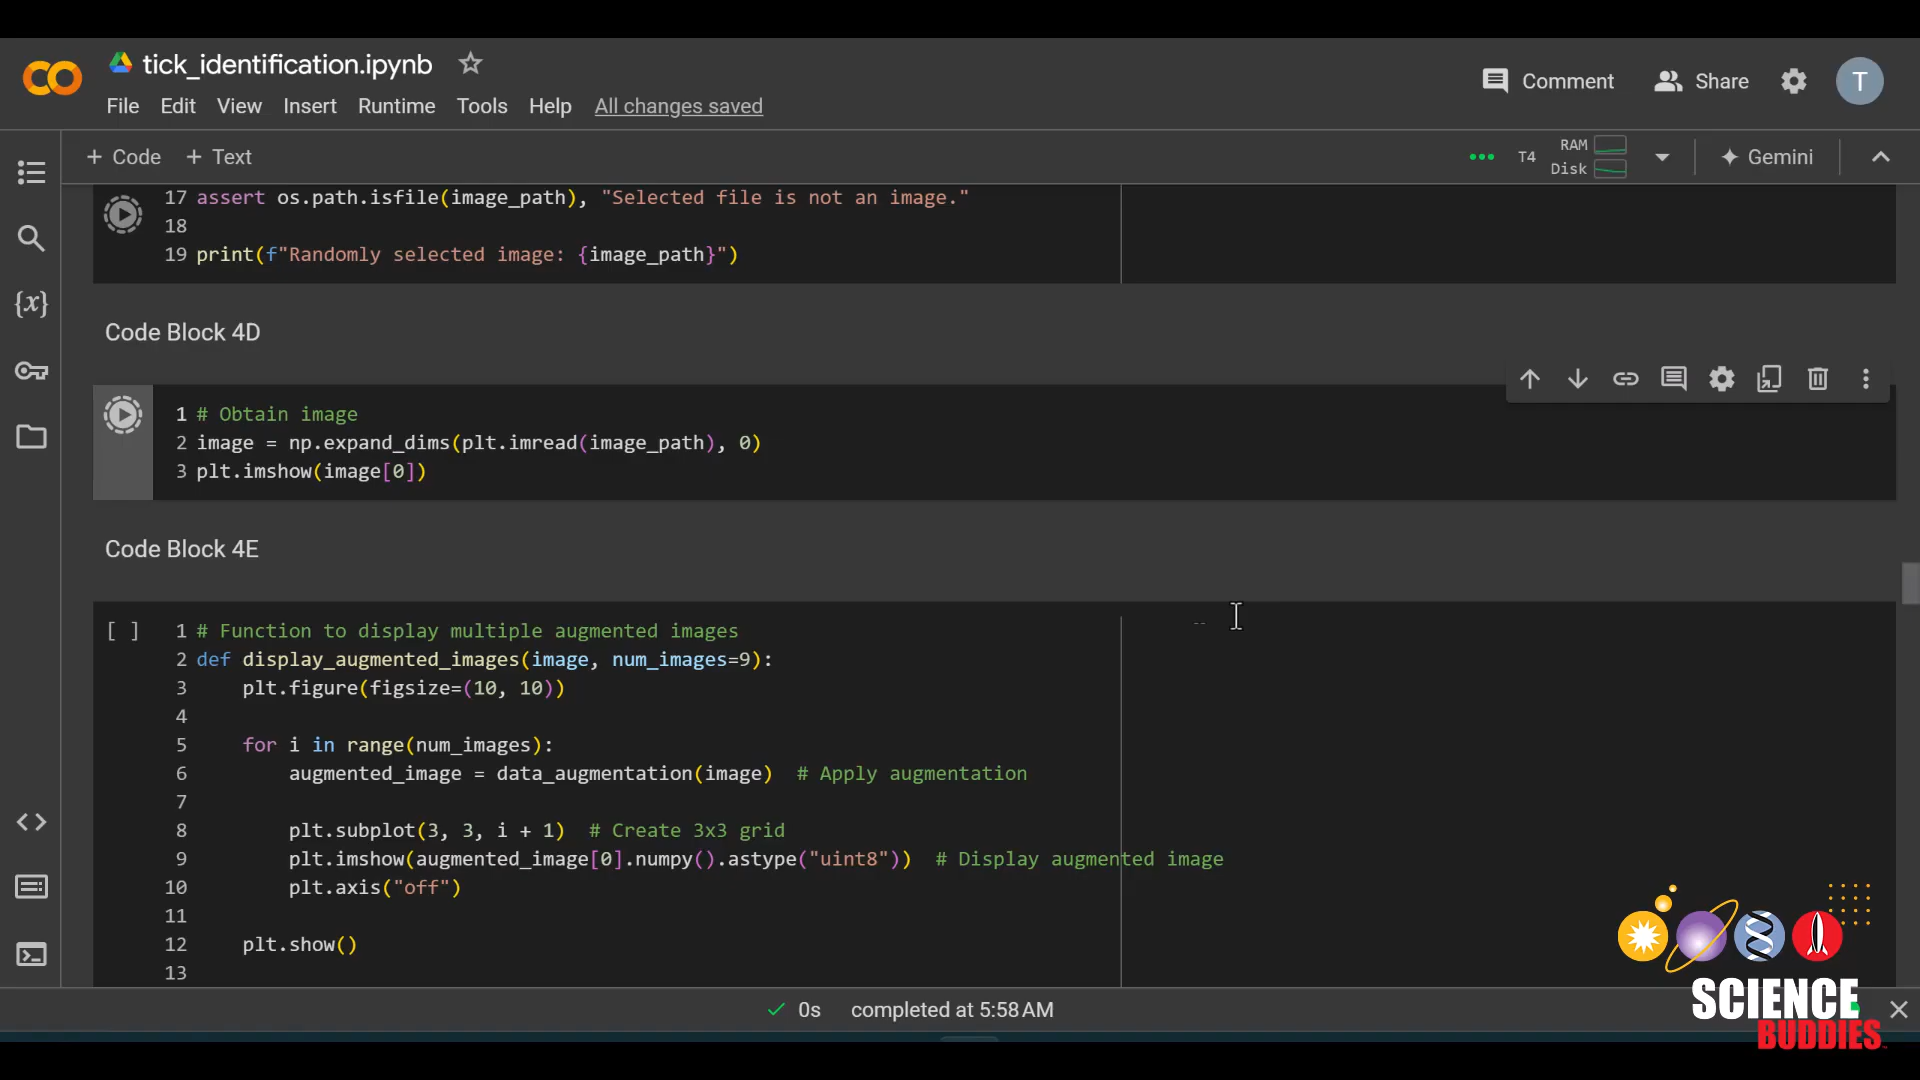 tick_identification.ipynb
File Edit View Insert Runtime Tools Help All changes saved
Comment Share T
+ Code + Text
T4 RAM Disk Gemini
17 assert os.path.isfile(image_path), "Selected file is not an image."
18
19 print(f"Randomly selected image: {image_path}")
Code Block 4D
1 # Obtain image
2 image = np.expand_dims(plt.imread(image_path), 0)
3 plt.imshow(image[0])
Code Block 4E
[ ] 1 # Function to display multiple augmented images
2 def display_augmented_images(image, num_images=9):
3 plt.figure(figsize=(10, 10))
4
5 for i in range(num_images):
6 augmented_image = data_augmentation(image)  # Apply augmentation
7
8 plt.subplot(3, 3, i + 1)  # Create 3x3 grid
9 plt.imshow(augmented_image[0].numpy().astype("uint8"))  # Display augmented image
10 plt.axis("off")
11
12 plt.show()
13
0s completed at 5:58 AM
SCIENCE
BUDDIES